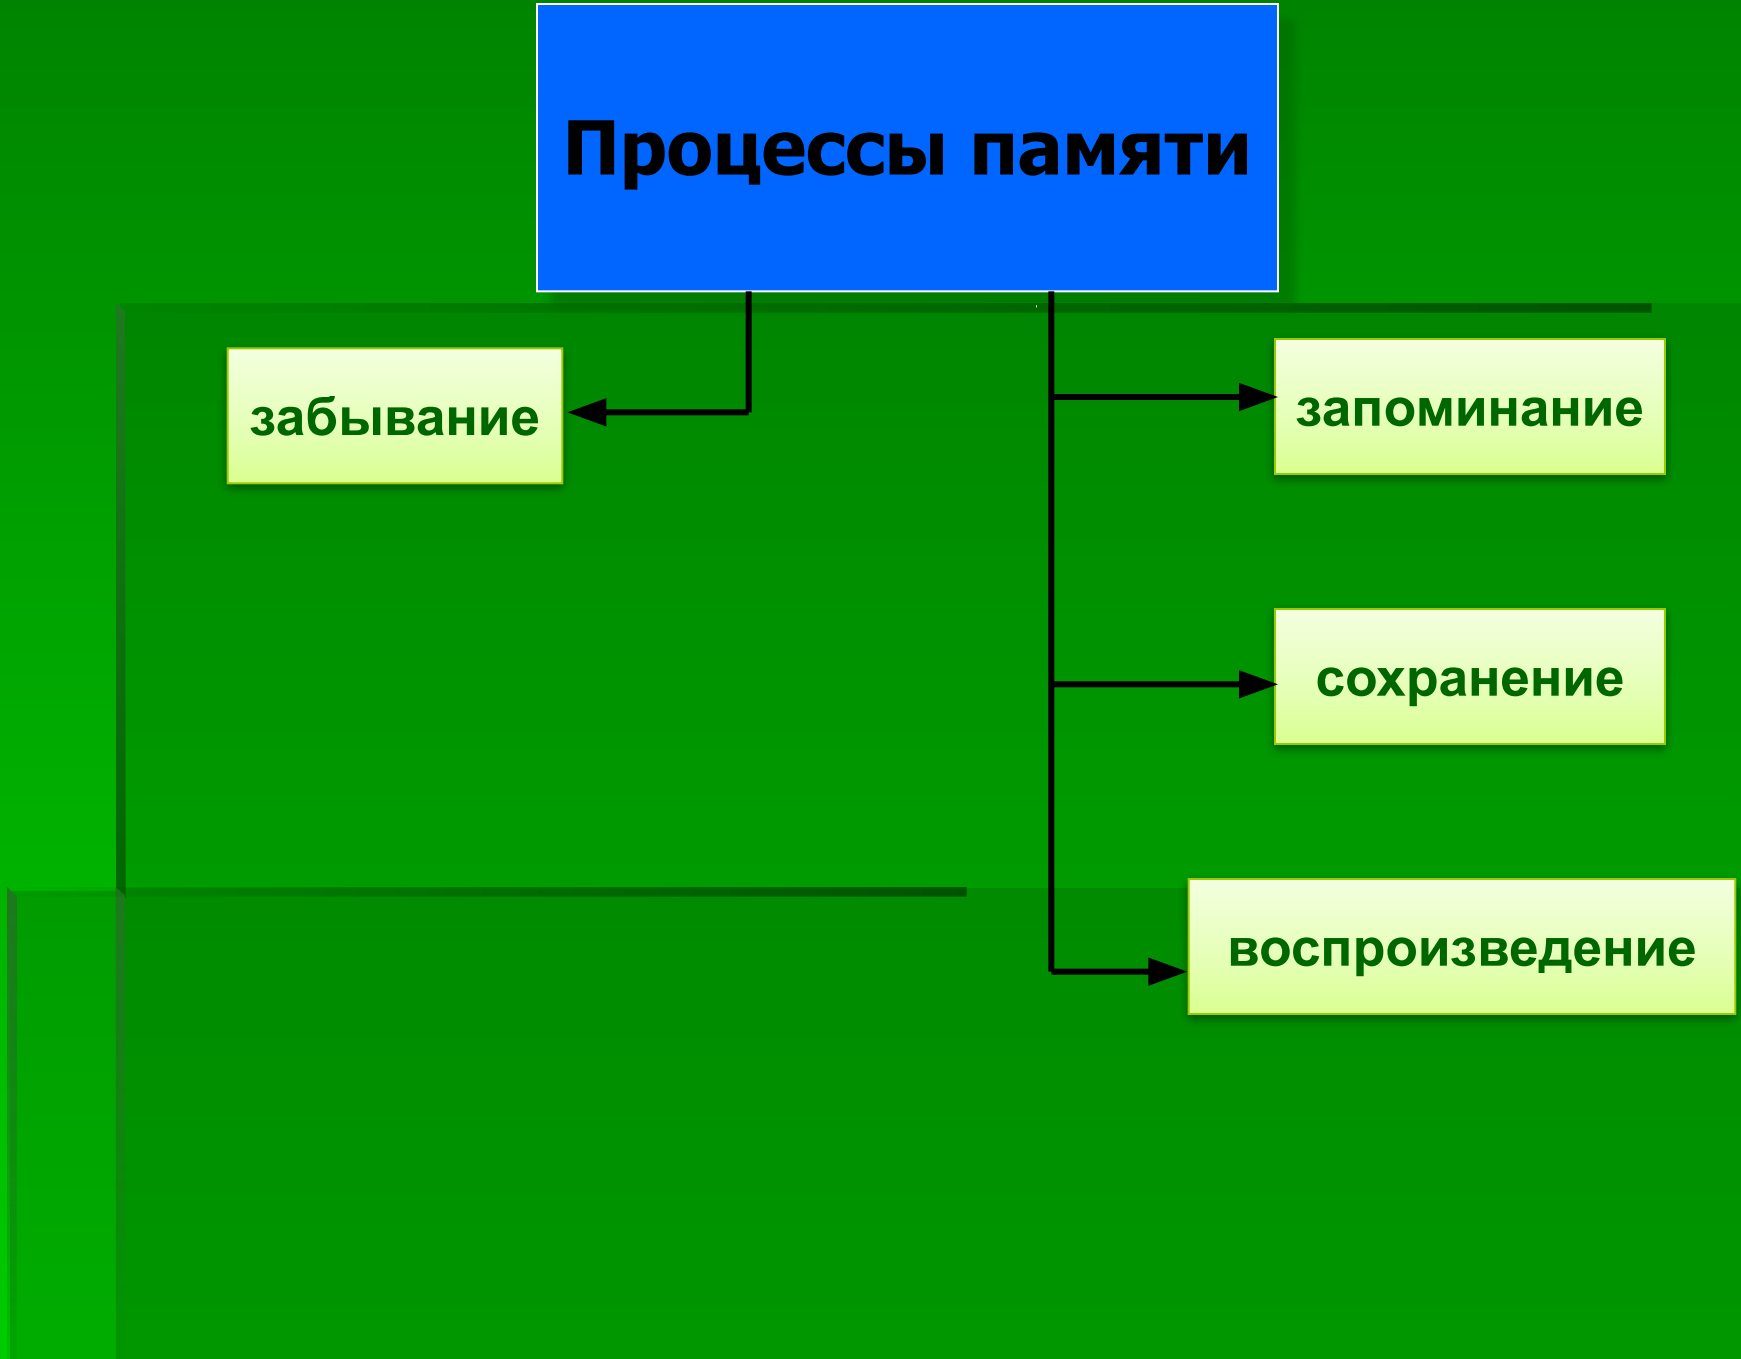 Процессы памяти
забывание
запоминание
сохранение
воспроизведение